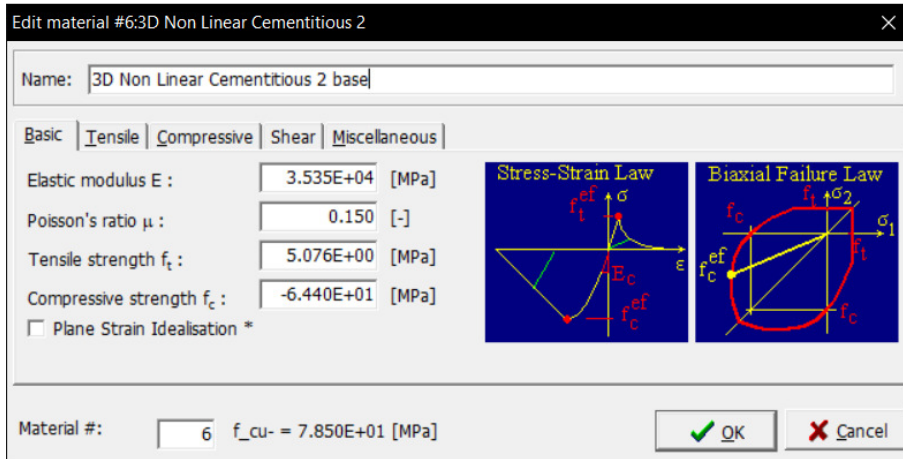 Edit material #6:3D Non Linear Cementitious 2
Name: 3D Non Linear Cementitious 2 base
Basic Tensile Compressive Shear Miscellaneous
Elastic modulus E : 3.535E+04 [MPa]
Poisson's ratio μ : 0.150 [-]
Tensile strength ft : 5.076E+00 [MPa]
Compressive strength fc : -6.440E+01 [MPa]
Plane Strain Idealisation *
Stress-Strain Law
ftef
σ
ε
Ec
fcef
Biaxial Failure Law
ft
σ2
fc
σ1
ft
fcef
fc
Material #: 6 f_cu- = 7.850E+01 [MPa]
OK
Cancel